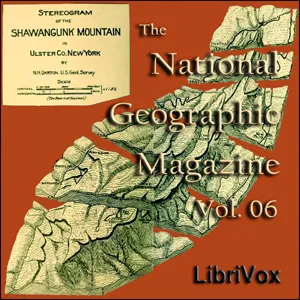 STEREOGRAM
OF THE
SHAWANGUNK MOUNTAIN
IN
ULSTER CO. NEW YORK
BY
N.H. DARTON, U.S. Geol. Survey
Scale
The
National
Geographic
Magazine
Vol. 06
LibriVox